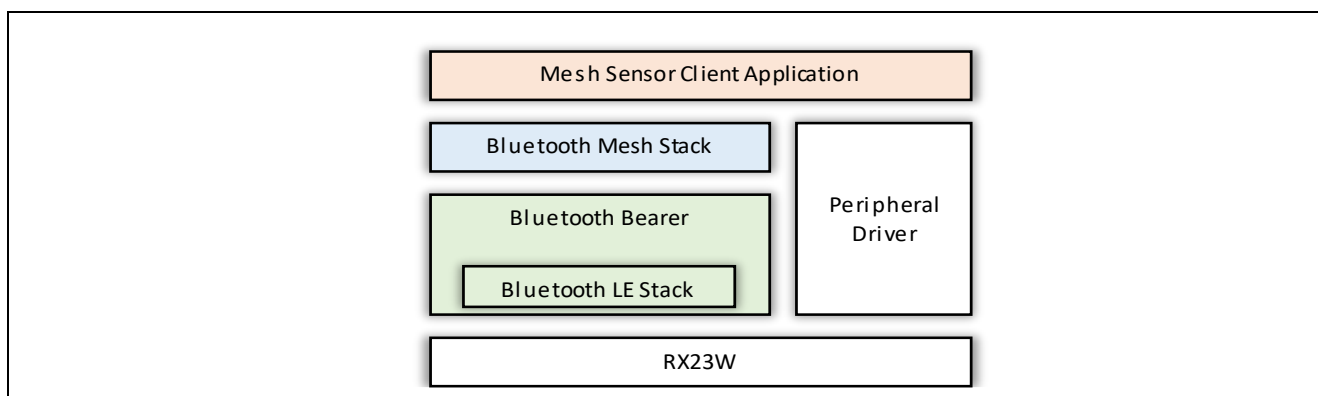 Mesh Sensor Client Application
Bluetooth Mesh Stack
Bluetooth Bearer
Bluetooth LE Stack
Peripheral
Driver
RX23W